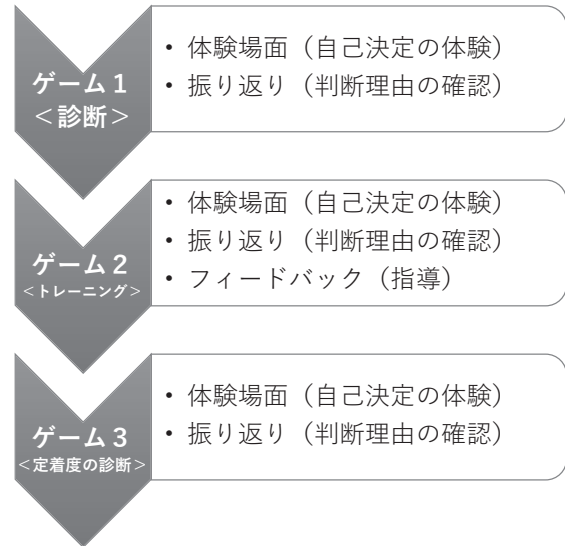 ゲーム１
＜診断＞
• 体験場面（自己決定の体験）
• 振り返り（判断理由の確認）
ゲーム２
＜トレーニング＞
• 体験場面（自己決定の体験）
• 振り返り（判断理由の確認）
• フィードバック（指導）
ゲーム３
＜定着度の診断＞
• 体験場面（自己決定の体験）
• 振り返り（判断理由の確認）